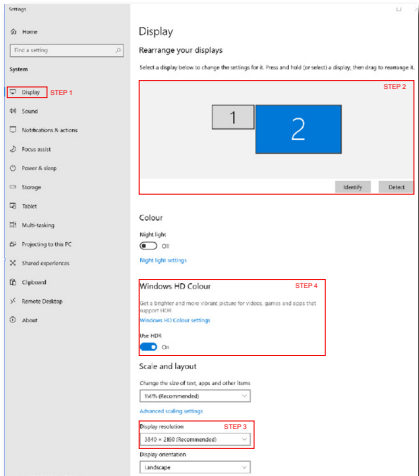 Settings
Home
Find a setting
System
Display STEP 1
Sound
Notifications & actions
Focus assist
Power & sleep
Storage
Tablet
Multi-tasking
Projecting to this PC
Shared experiences
Clipboard
Remote Desktop
About
Display
Rearrange your displays
Select a display below to change the settings for it. Press and hold (or select) a display, then drag to rearrange it.
STEP 2
1
2
Identify Detect
Colour
Night light
Off
Night light settings
Windows HD Colour STEP 4
Get a brighter and more vibrant picture for videos, games and apps that
support HDR.
Windows HD Colour settings
Use HDR
On
Scale and layout
Change the size of text, apps and other items
150% (Recommended)
Advanced scaling settings
Display resolution STEP 3
3840 × 2160 (Recommended)
Display orientation
Landscape